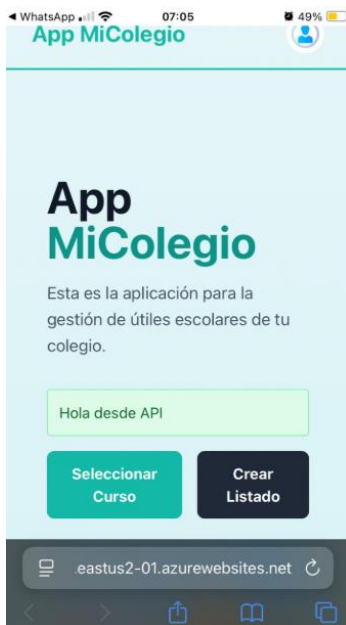 WhatsApp 07:05 49%
App MiColegio
App
MiColegio
Esta es la aplicación para la
gestión de útiles escolares de tu
colegio.
Hola desde API
Seleccionar Crear
Curso Listado
.eastus2-01.azurewebsites.net